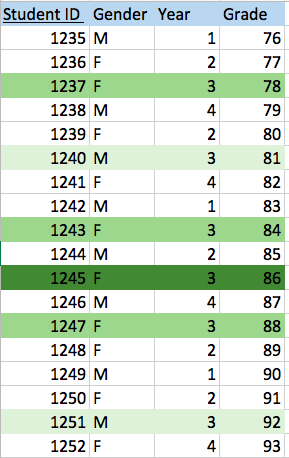 Student ID Gender Year Grade
1235 M 1 76
1236 F 2 77
1237 F 3 78
1238 M 4 79
1239 F 2 80
1240 M 3 81
1241 F 4 82
1242 M 1 83
1243 F 3 84
1244 M 2 85
1245 F 3 86
1246 M 4 87
1247 F 3 88
1248 F 2 89
1249 M 1 90
1250 F 2 91
1251 M 3 92
1252 F 4 93